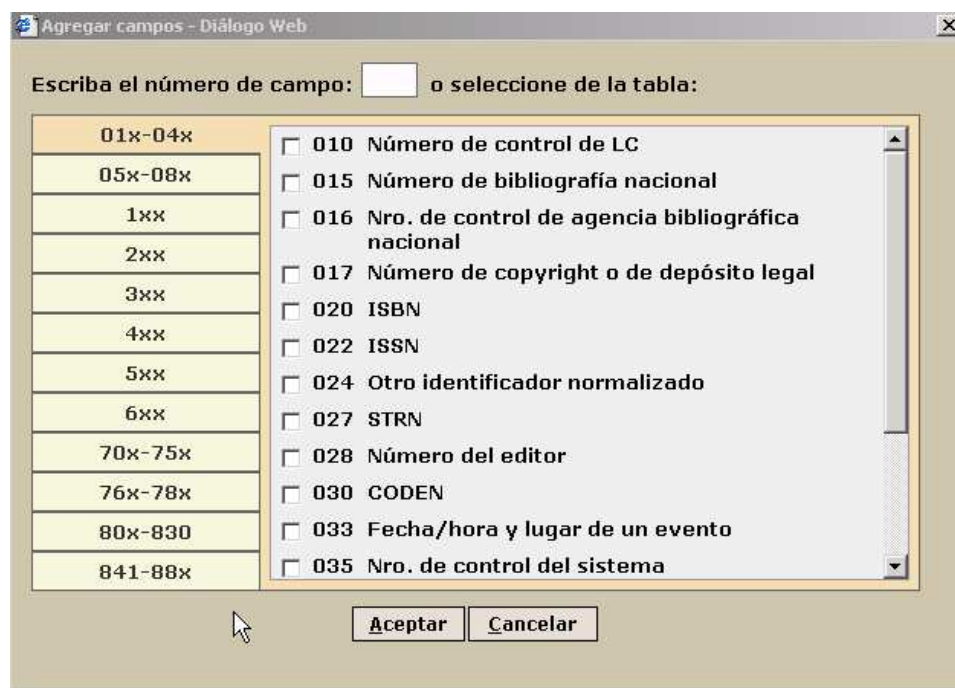 Agregar campos - Diálogo Web
Escriba el número de campo: o seleccione de la tabla:
01x-04x
05x-08x
1xx
2xx
3xx
4xx
5xx
6xx
70x-75x
76x-78x
80x-830
841-88x
010 Número de control de LC
015 Número de bibliografía nacional
016 Nro. de control de agencia bibliográfica
nacional
017 Número de copyright o de depósito legal
020 ISBN
022 ISSN
024 Otro identificador normalizado
027 STRN
028 Número del editor
030 CODEN
033 Fecha/hora y lugar de un evento
035 Nro. de control del sistema
Aceptar Cancelar